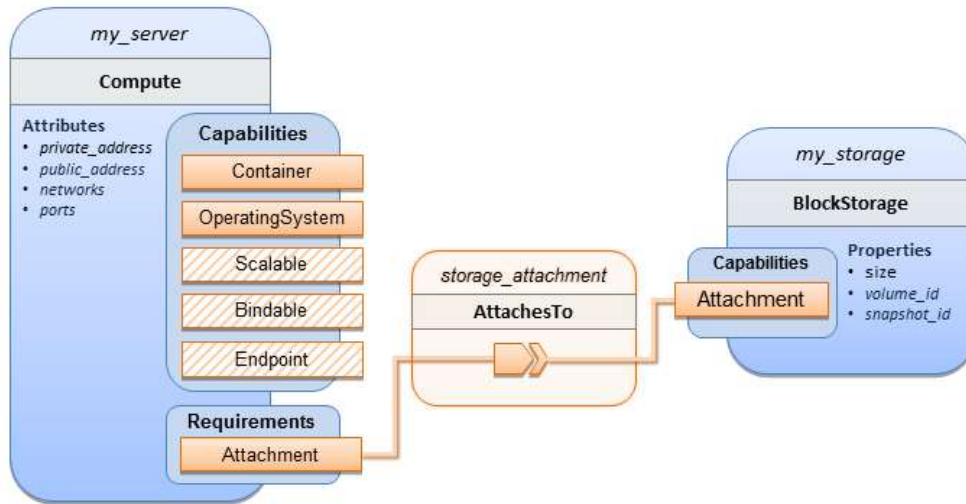 my_server
Compute
Attributes
• private_address
• public_address
• networks
• ports
Capabilities
Container
OperatingSystem
Scalable
Bindable
Endpoint
Requirements
Attachment
storage_attachment
AttachesTo
my_storage
BlockStorage
Capabilities
Attachment
Properties
• size
• volume_id
• snapshot_id